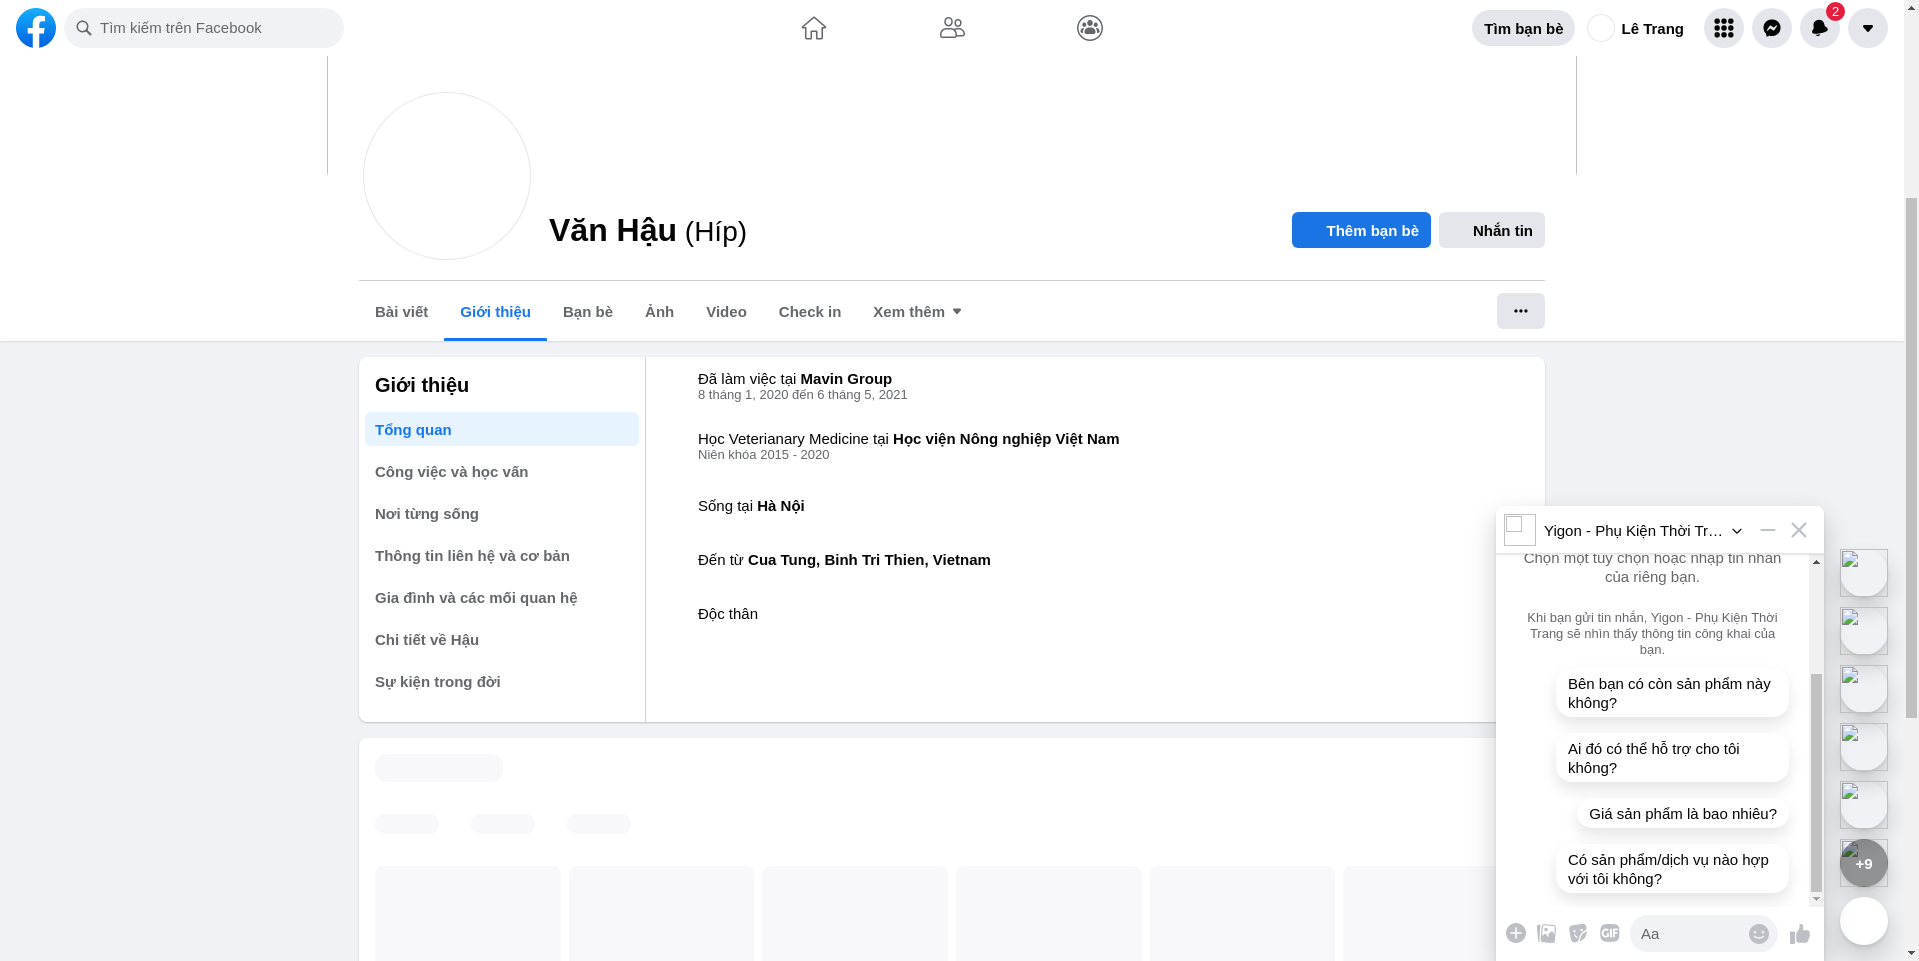 Tìm kiếm trên Facebook
Tìm bạn bè
Lê Trang
2
Văn Hậu (Híp)
Thêm bạn bè
Nhắn tin
Bài viết
Giới thiệu
Bạn bè
Ảnh
Video
Check in
Xem thêm
Giới thiệu
Tổng quan
Công việc và học vấn
Nơi từng sống
Thông tin liên hệ và cơ bản
Gia đình và các mối quan hệ
Chi tiết về Hậu
Sự kiện trong đời
Đã làm việc tại Mavin Group
8 tháng 1, 2020 đến 6 tháng 5, 2021
Học Veterianary Medicine tại Học viện Nông nghiệp Việt Nam
Niên khóa 2015 - 2020
Sống tại Hà Nội
Đến từ Cua Tung, Binh Tri Thien, Vietnam
Độc thân
Yigon - Phụ Kiện Thời Tr...
Chọn một tùy chọn hoặc nhập tin nhắn
của riêng bạn.
Khi bạn gửi tin nhắn, Yigon - Phụ Kiện Thời
Trang sẽ nhìn thấy thông tin công khai của
bạn.
Bên bạn có còn sản phẩm này
không?
Ai đó có thể hỗ trợ cho tôi
không?
Giá sản phẩm là bao nhiêu?
Có sản phẩm/dịch vụ nào hợp
với tôi không?
GIF
Aa
+9